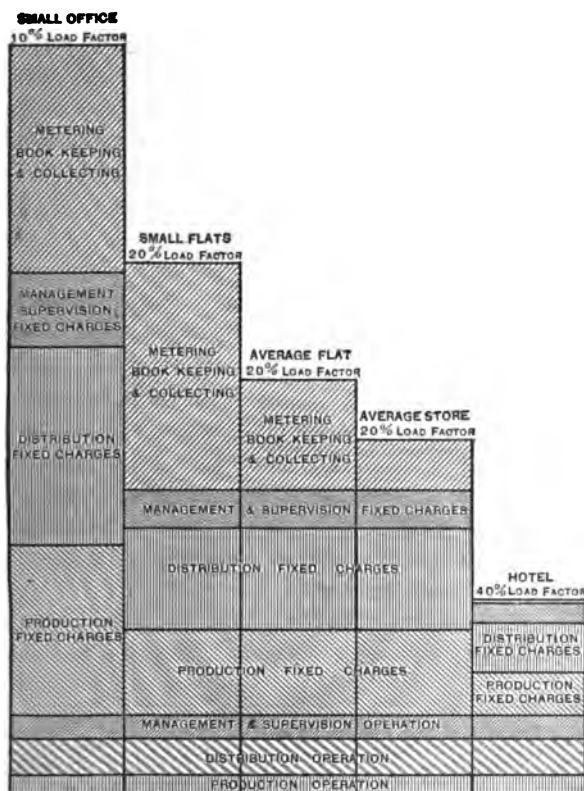 SMALL OFFICE
10% LOAD FACTOR
METERING
BOOK KEEPING
& COLLECTING
MANAGEMENT
SUPERVISION,
FIXED CHARGES
DISTRIBUTION
FIXED CHARGES
PRODUCTION
FIXED CHARGES
SMALL FLATS
20% LOAD FACTOR
METERING
BOOK KEEPING
& COLLECTING
AVERAGE FLAT
20% LOAD FACTOR
METERING
BOOK KEEPING
& COLLECTING
AVERAGE STORE
20% LOAD FACTOR
MANAGEMENT & SUPERVISION FIXED CHARGES
DISTRIBUTION FIXED CHARGES
PRODUCTION FIXED CHARGES
HOTEL
40% LOAD FACTOR
DISTRIBUTION
FIXED CHARGES
PRODUCTION
FIXED CHARGES
MANAGEMENT & SUPERVISION OPERATION
DISTRIBUTION OPERATION
PRODUCTION OPERATION